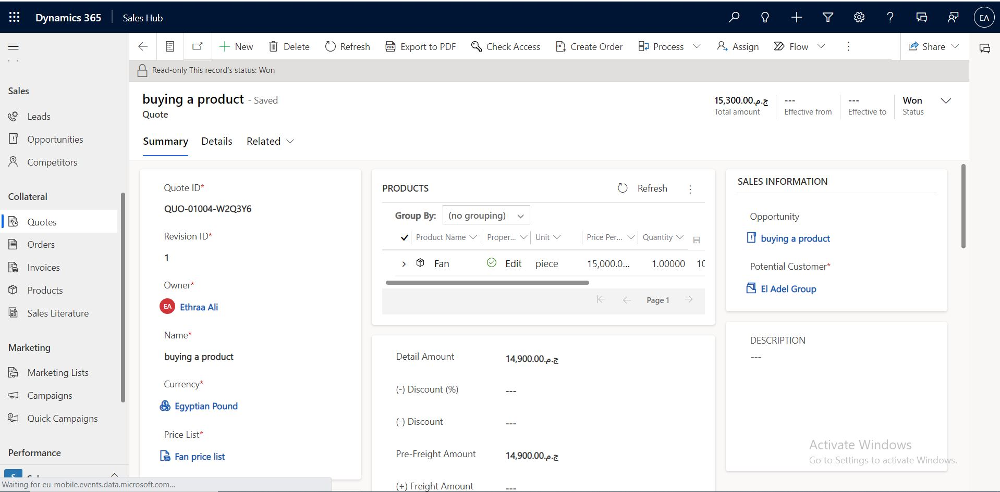 Dynamics 365 Sales Hub EA
New Delete Refresh Export to PDF Check Access Create Order Process Assign Flow Share
Read-only This record's status: Won
buying a product - Saved
Quote
15,300.00.ج.م
Total amount
---
Effective from
---
Effective to
Won
Status
Summary Details Related
Sales
Leads
Opportunities
Competitors
Collateral
Quotes
Orders
Invoices
Products
Sales Literature
Marketing
Marketing Lists
Campaigns
Quick Campaigns
Performance
S
Waiting for eu-mobile.events.data.microsoft.com...
Quote ID*
QUO-01004-W2Q3Y6
Revision ID*
1
Owner*
EA Ethraa Ali
Name*
buying a product
Currency*
Egyptian Pound
Price List*
Fan price list
PRODUCTS Refresh
Group By: (no grouping)
Product Name Proper... Unit Price Per... Quantity
Fan Edit piece 15,000.0... 1.00000 10
Page 1
Detail Amount 14,900.00.ج.م
(-) Discount (%) ---
(-) Discount ---
Pre-Freight Amount 14,900.00.ج.م
(+) Freight Amount ---
SALES INFORMATION
Opportunity
buying a product
Potential Customer*
El Adel Group
DESCRIPTION
---
Activate Windows
Go to Settings to activate Windows.